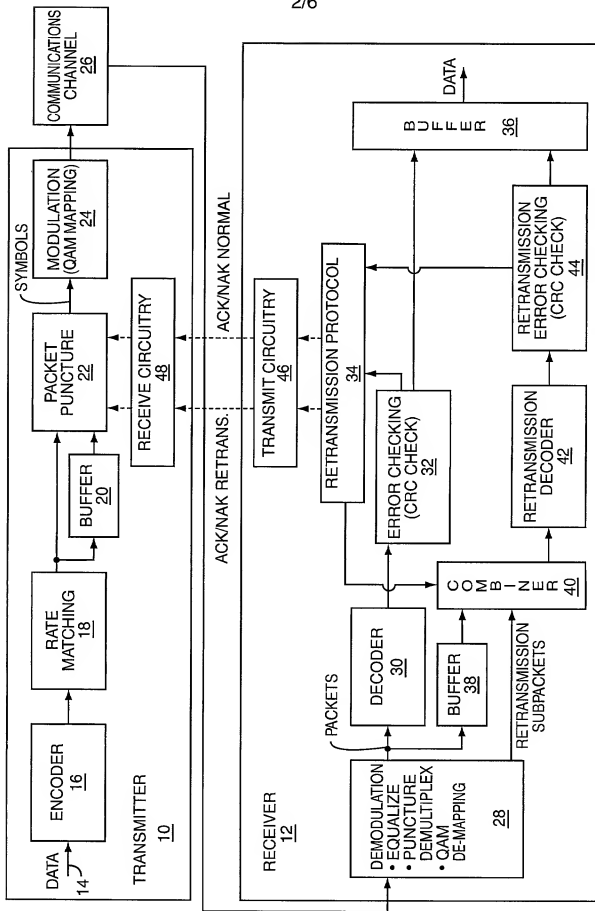 2/6
DATA
14
ENCODER
16
RATE
MATCHING
18
BUFFER
20
PACKET
PUNCTURE
22
SYMBOLS
MODULATION
(QAM MAPPING)
24
COMMUNICATIONS
CHANNEL
26
TRANSMITTER
10
RECEIVE CIRCUITRY
48
ACK/NAK RETRANS.
ACK/NAK NORMAL
RECEIVER
12
TRANSMIT CIRCUITRY
46
RETRANSMISSION PROTOCOL
34
DEMODULATION
• EQUALIZE
• PUNCTURE
DEMULTIPLEX
• QAM
DE-MAPPING
28
PACKETS
DECODER
30
ERROR CHECKING
(CRC CHECK)
32
BUFFER
38
RETRANSMISSION
SUBPACKETS
COMBINER
40
RETRANSMISSION
DECODER
42
RETRANSMISSION
ERROR CHECKING
(CRC CHECK)
44
BUFFER
36
DATA